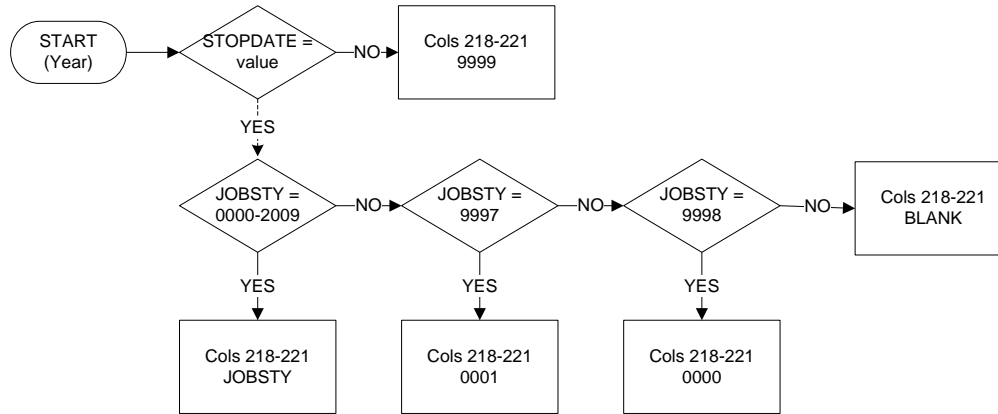 START
(Year)
STOPDATE =
value
NO
Cols 218-221
9999
YES
JOBSTY =
0000-2009
NO
JOBSTY =
9997
NO
JOBSTY =
9998
NO
Cols 218-221
BLANK
YES
YES
YES
Cols 218-221
JOBSTY
Cols 218-221
0001
Cols 218-221
0000